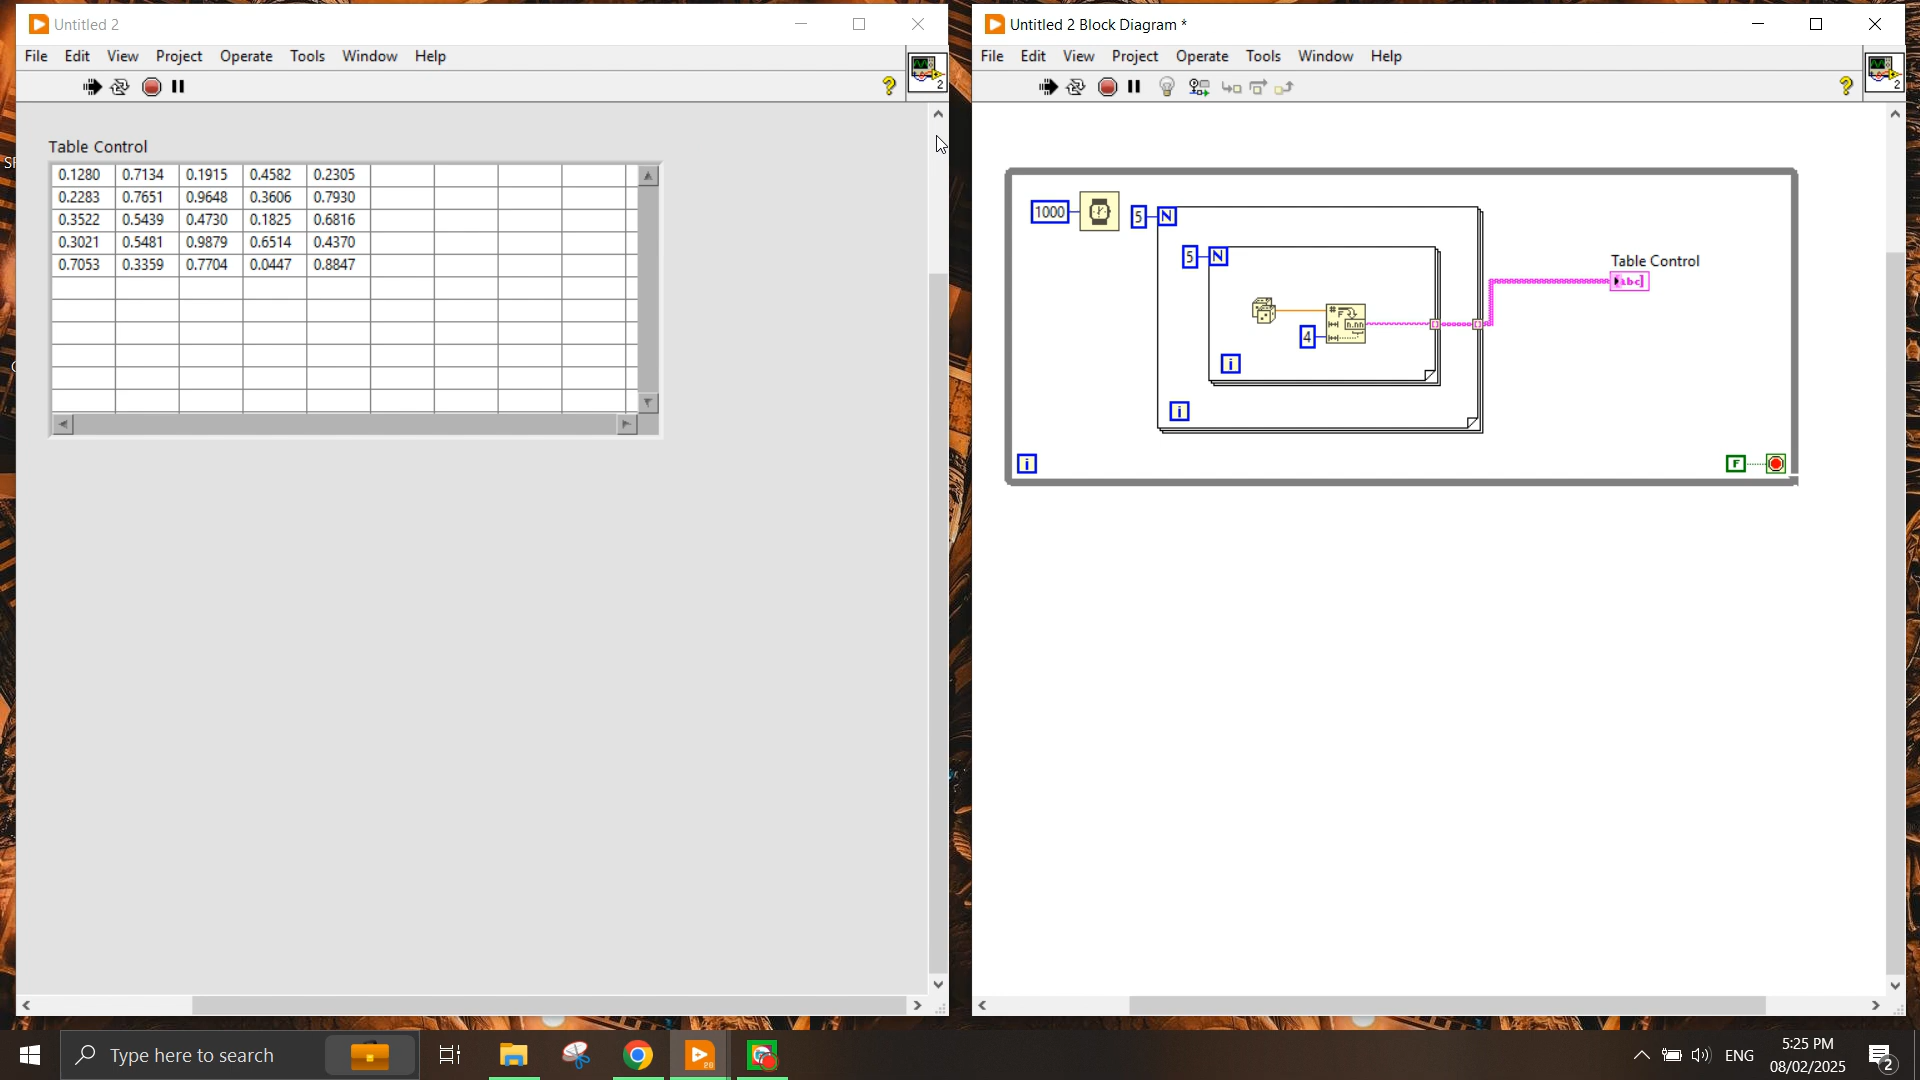 Untitled 2
File Edit View Project Operate Tools Window Help
2
Table Control
0.1280 0.7134 0.1915 0.4582 0.2305
0.2283 0.7651 0.9648 0.3606 0.7930
0.3522 0.5439 0.4730 0.1825 0.6816
0.3021 0.5481 0.9879 0.6514 0.4370
0.7053 0.3359 0.7704 0.0447 0.8847
Untitled 2 Block Diagram *
File Edit View Project Operate Tools Window Help
2
1000 5 N
5 N
Table Control
abc
# F n.nn
4
i
i
i F
Type here to search
ENG
5:25 PM
08/02/2025
2